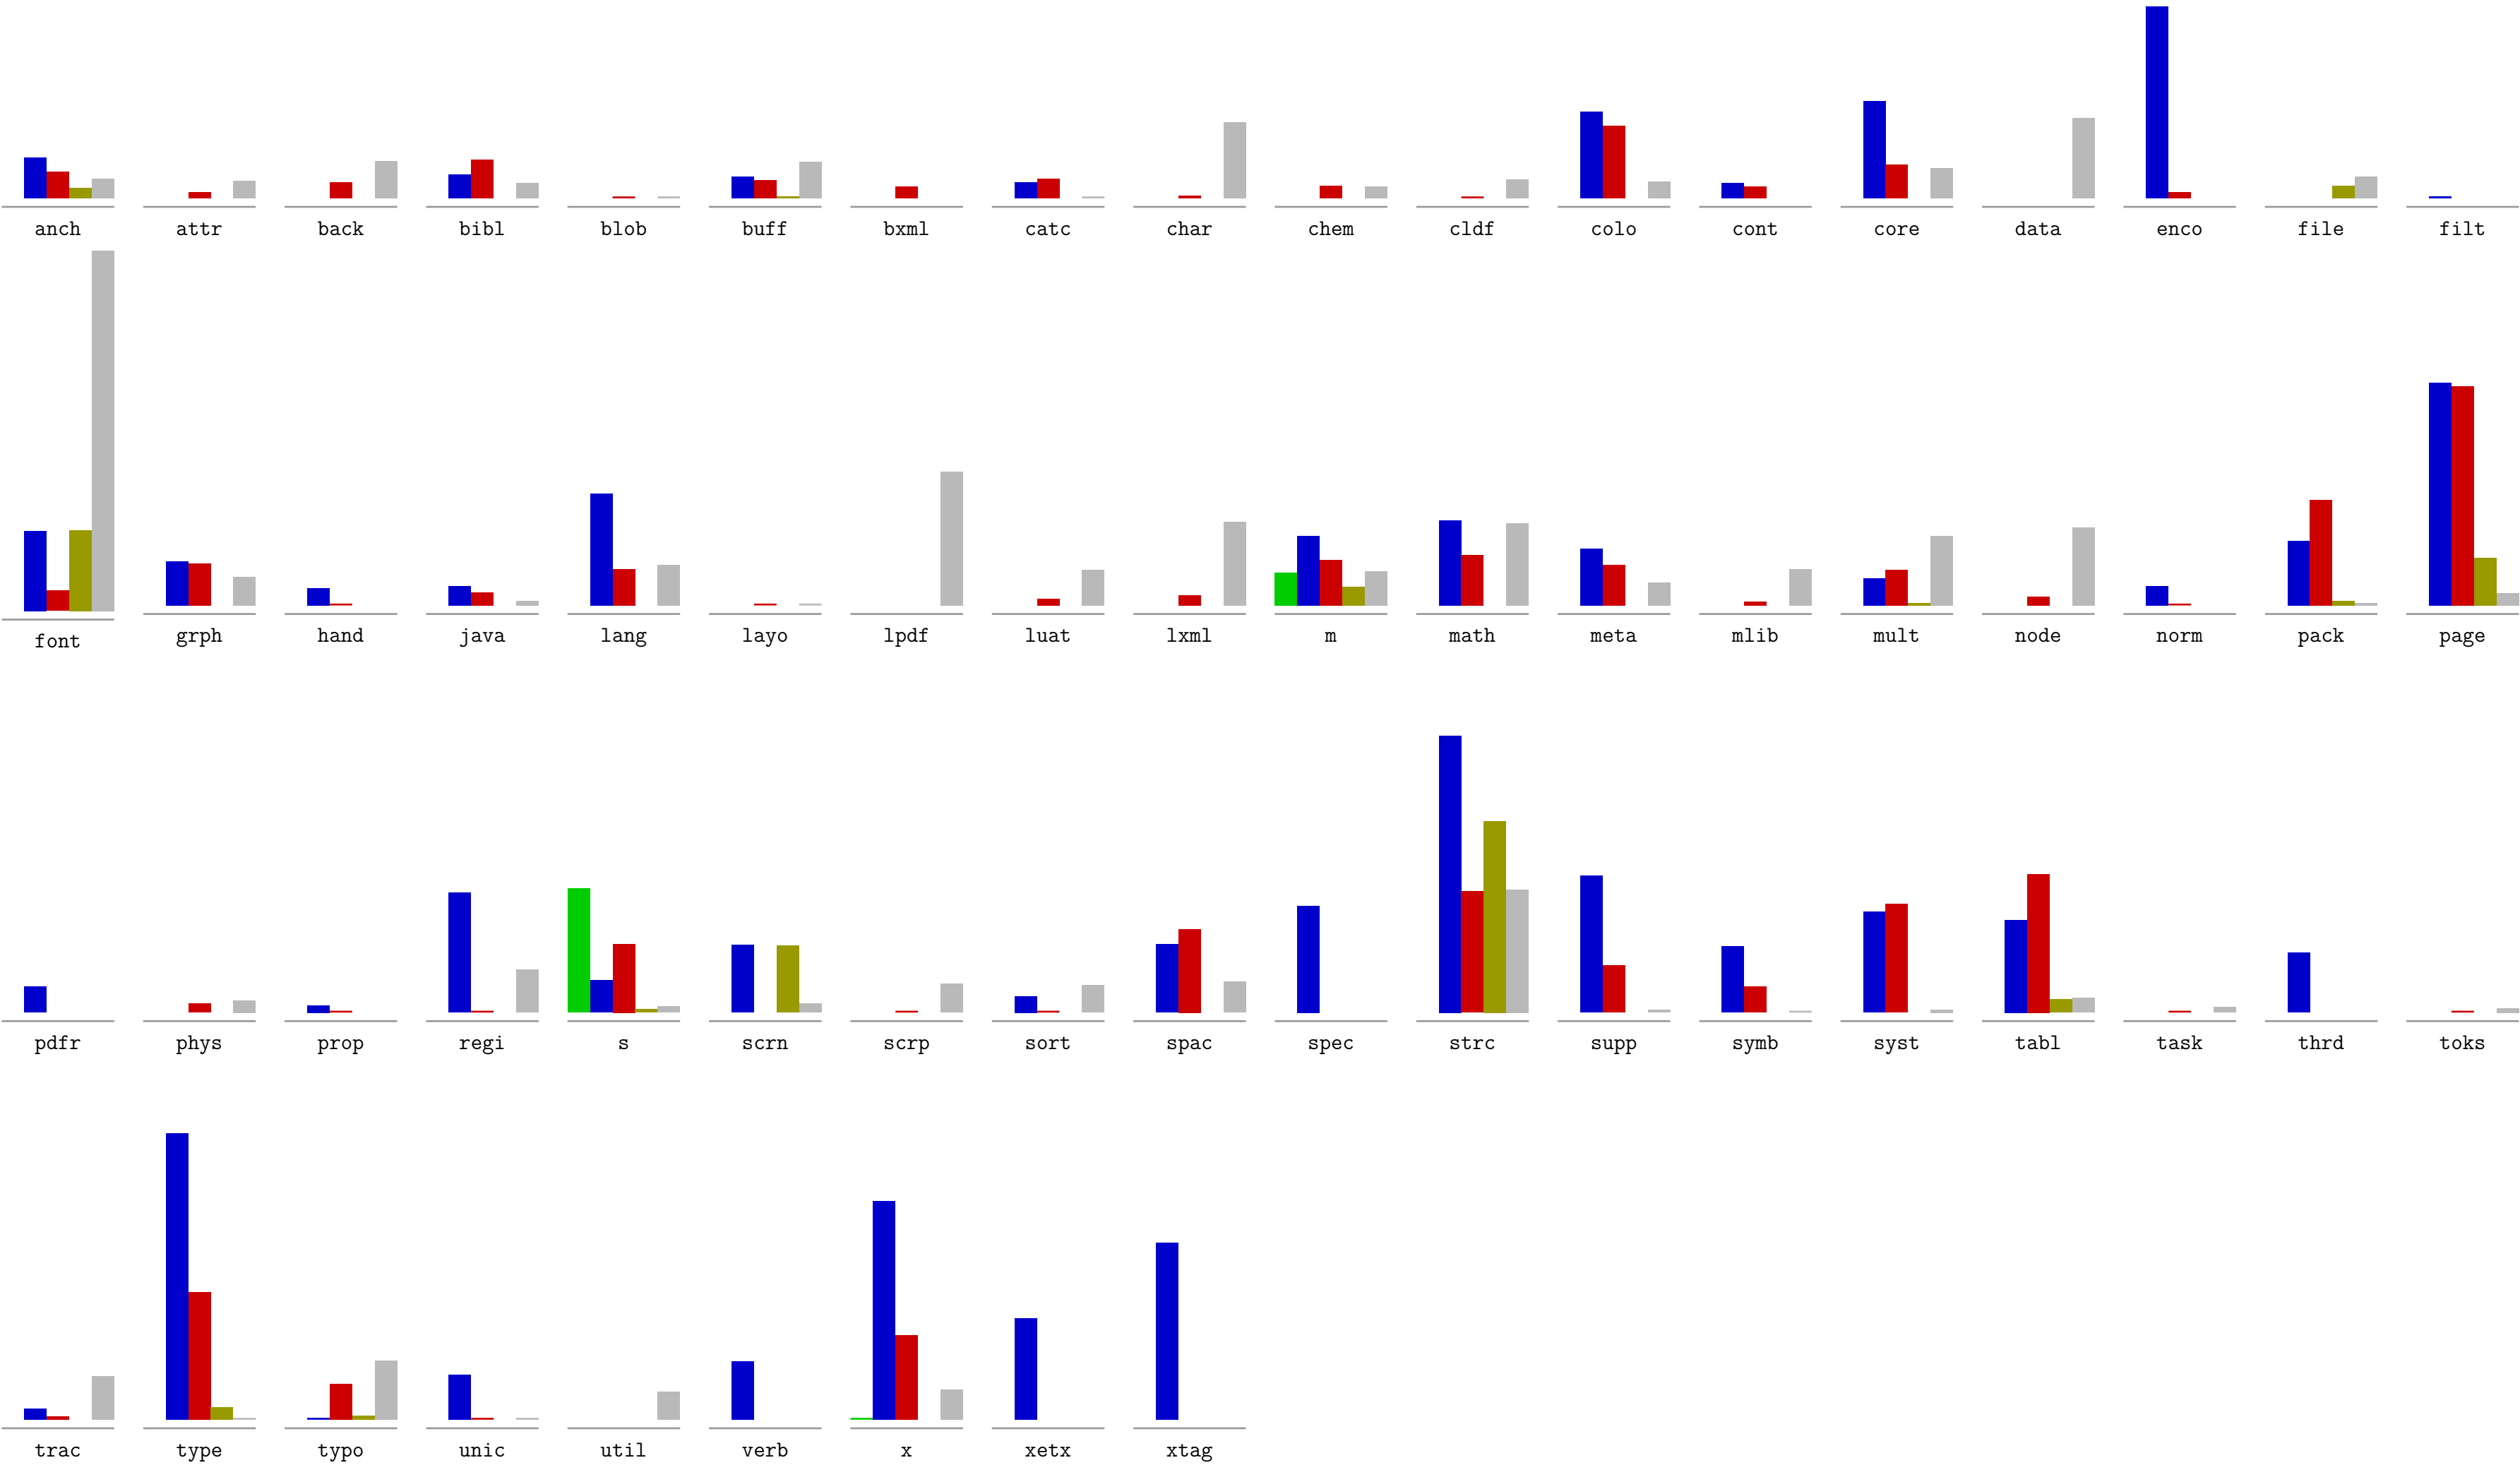 anch attr back bibl blob buff bxml catc char chem cldf colo cont core data enco file filt
font grph hand java lang layo lpdf luat lxml m math meta mlib mult node norm pack page
pdfr phys prop regi s scrn scrp sort spac spec strc supp symb syst tabl task thrd toks
trac type typo unic util verb x xetx xtag